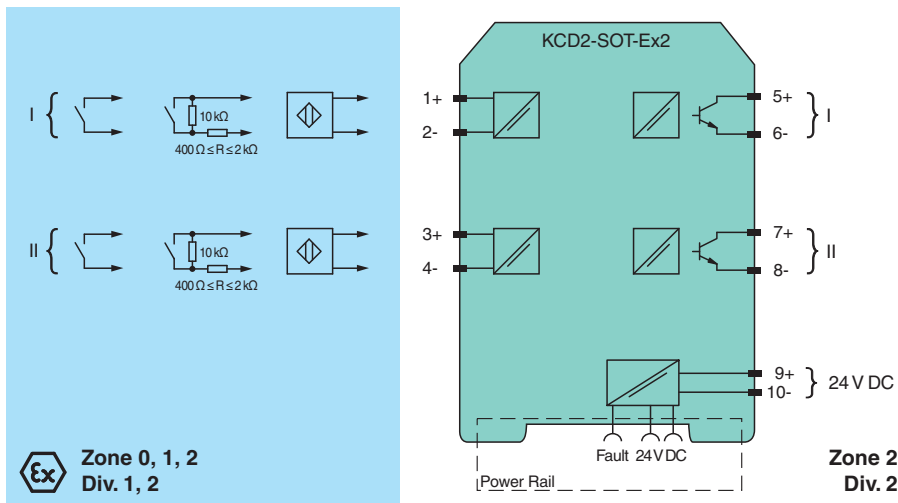 KCD2-SOT-Ex2
I
10 kΩ
400 Ω ≤ R ≤ 2 kΩ
1+
2-
5+
6-
I
II
10 kΩ
400 Ω ≤ R ≤ 2 kΩ
3+
4-
7+
8-
II
9+
10-
24 V DC
Fault 24 V DC
Power Rail
Ex
Zone 0, 1, 2
Div. 1, 2
Zone 2
Div. 2